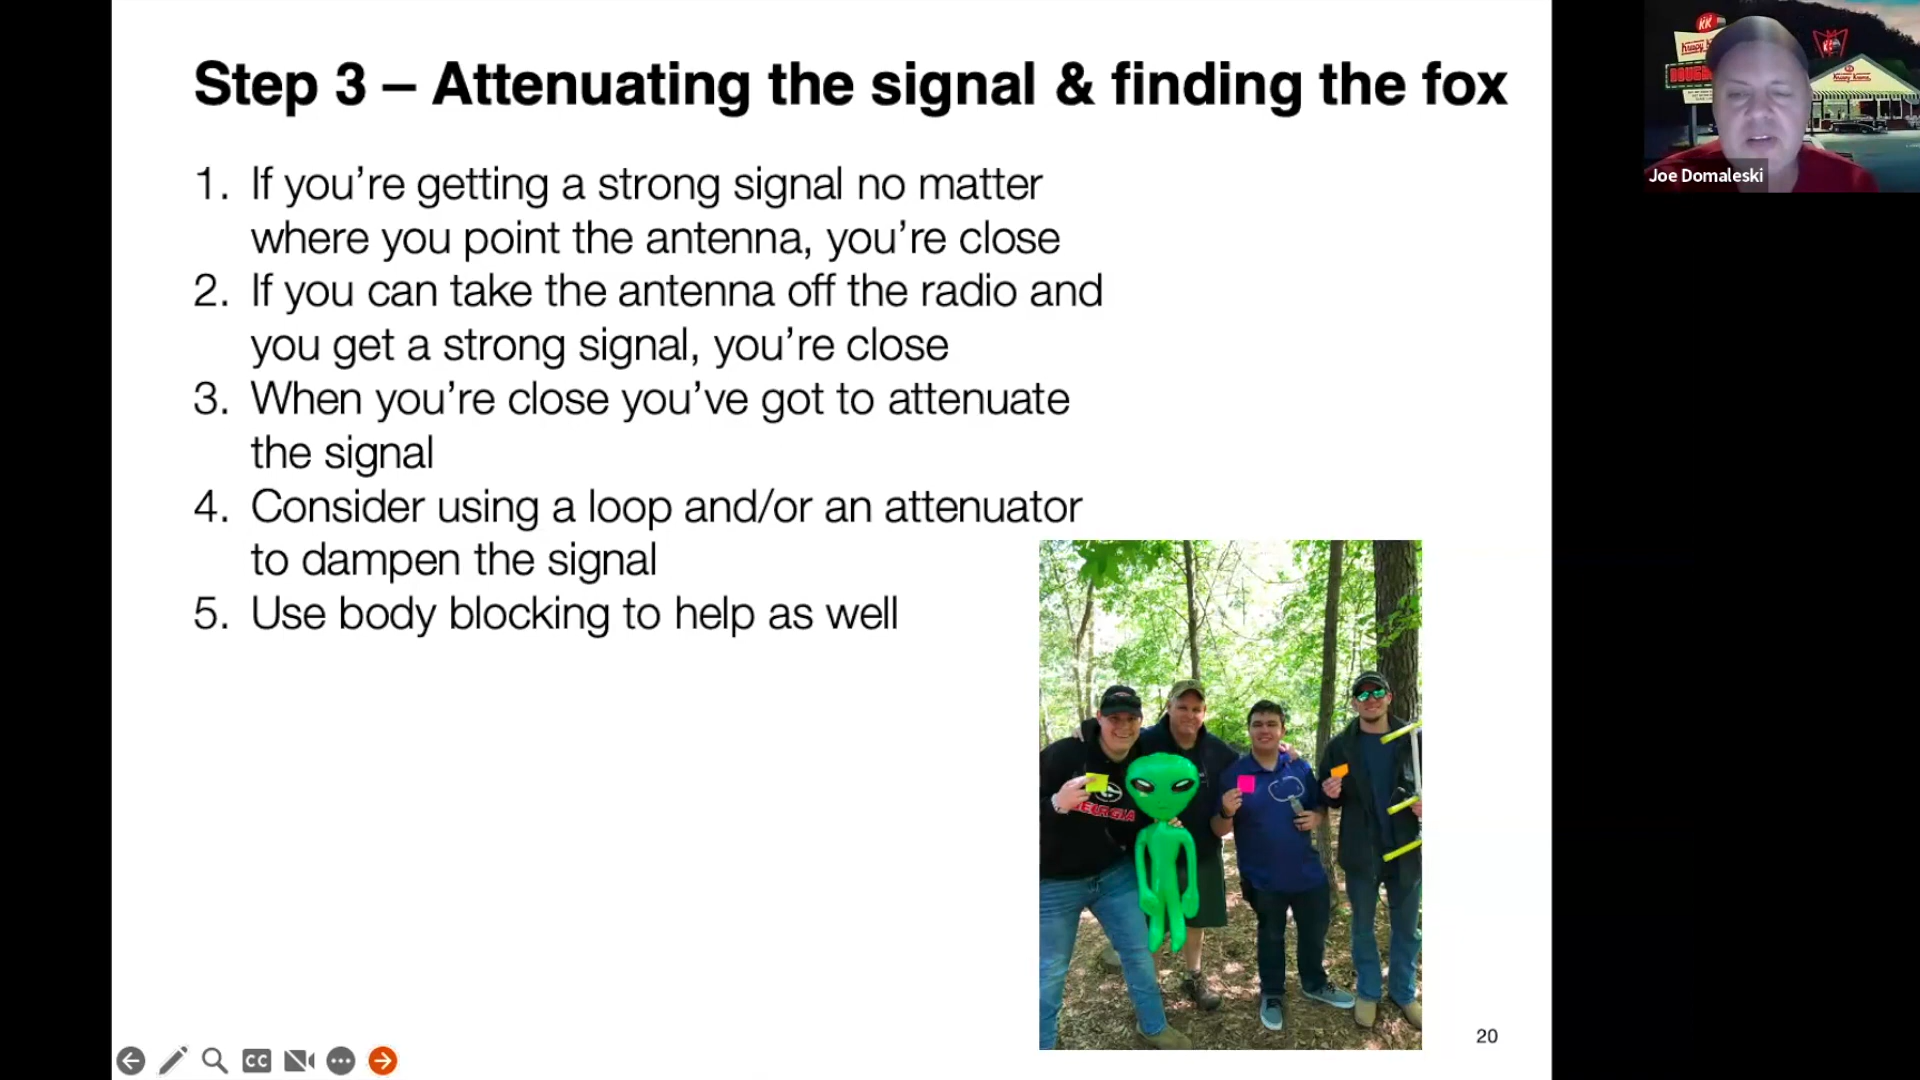 Step 3 – Attenuating the signal & finding the fox
1. If you’re getting a strong signal no matter
where you point the antenna, you’re close
2. If you can take the antenna off the radio and
you get a strong signal, you’re close
3. When you’re close you’ve got to attenuate
the signal
4. Consider using a loop and/or an attenuator
to dampen the signal
5. Use body blocking to help as well
20
CC
KK
Joe Domaleski